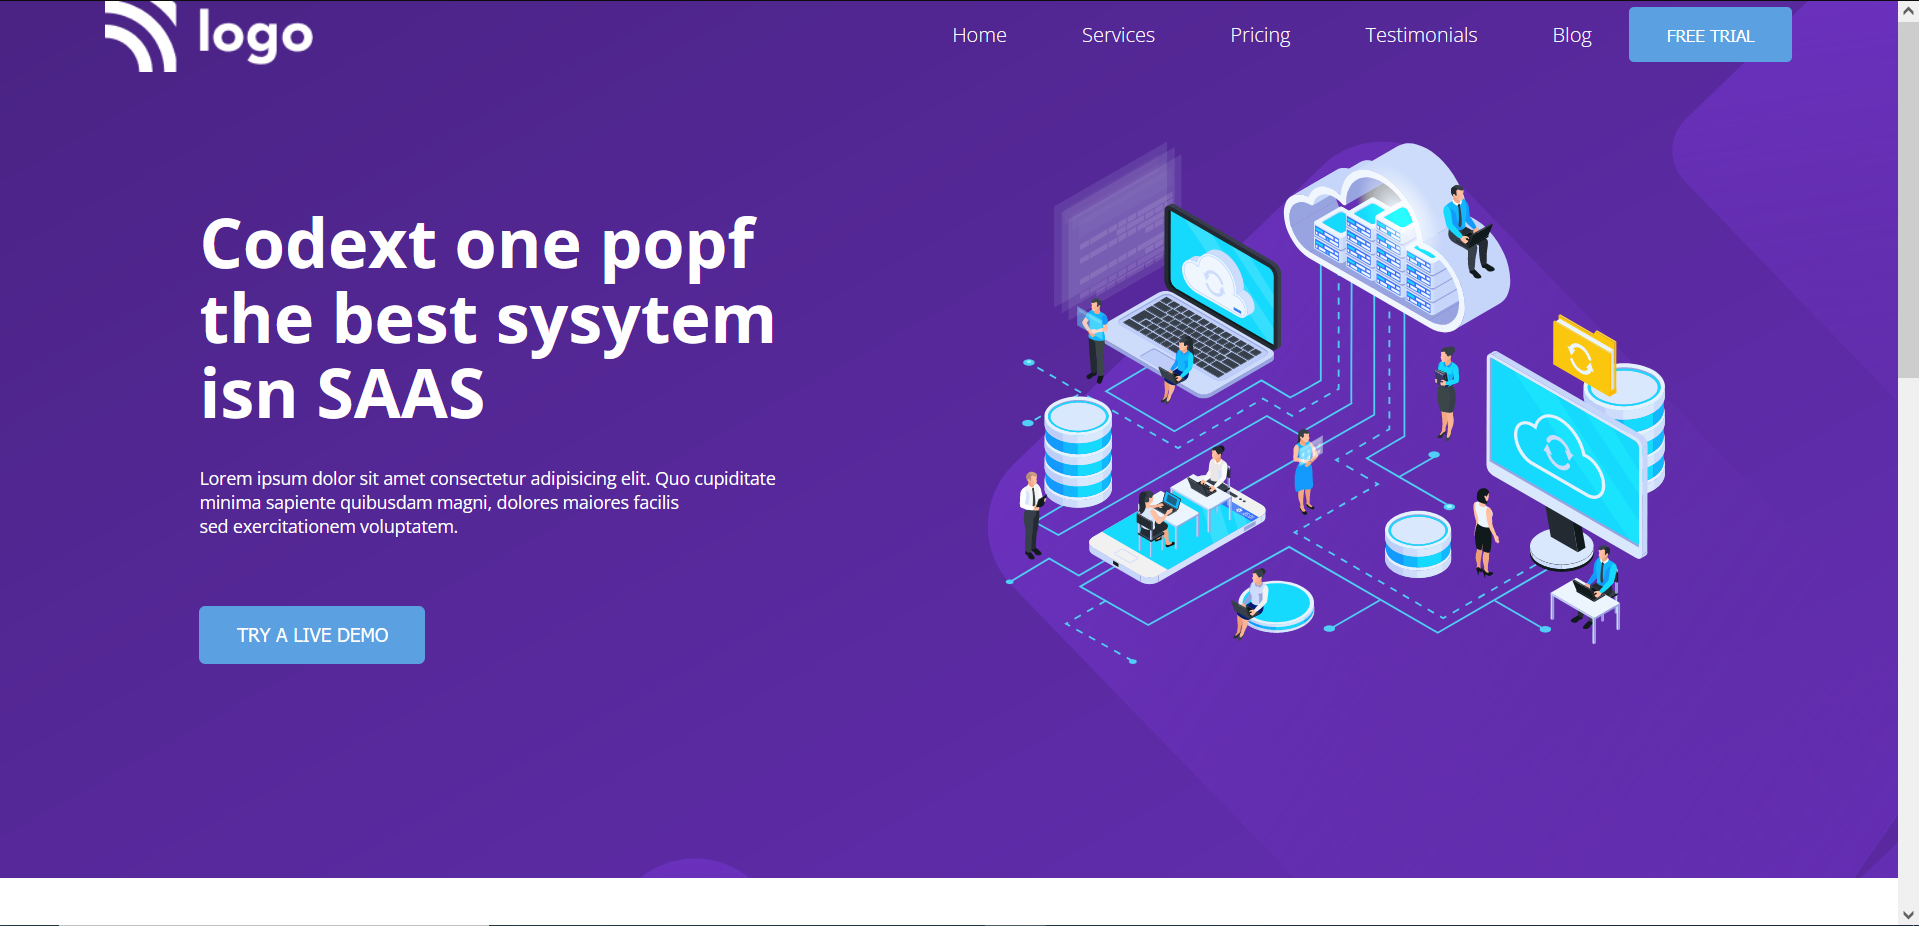 logo
Home Services Pricing Testimonials Blog FREE TRIAL
Codext one popf
the best sysytem
isn SAAS
Lorem ipsum dolor sit amet consectetur adipisicing elit. Quo cupiditate
minima sapiente quibusdam magni, dolores maiores facilis
sed exercitationem voluptatem.
TRY A LIVE DEMO